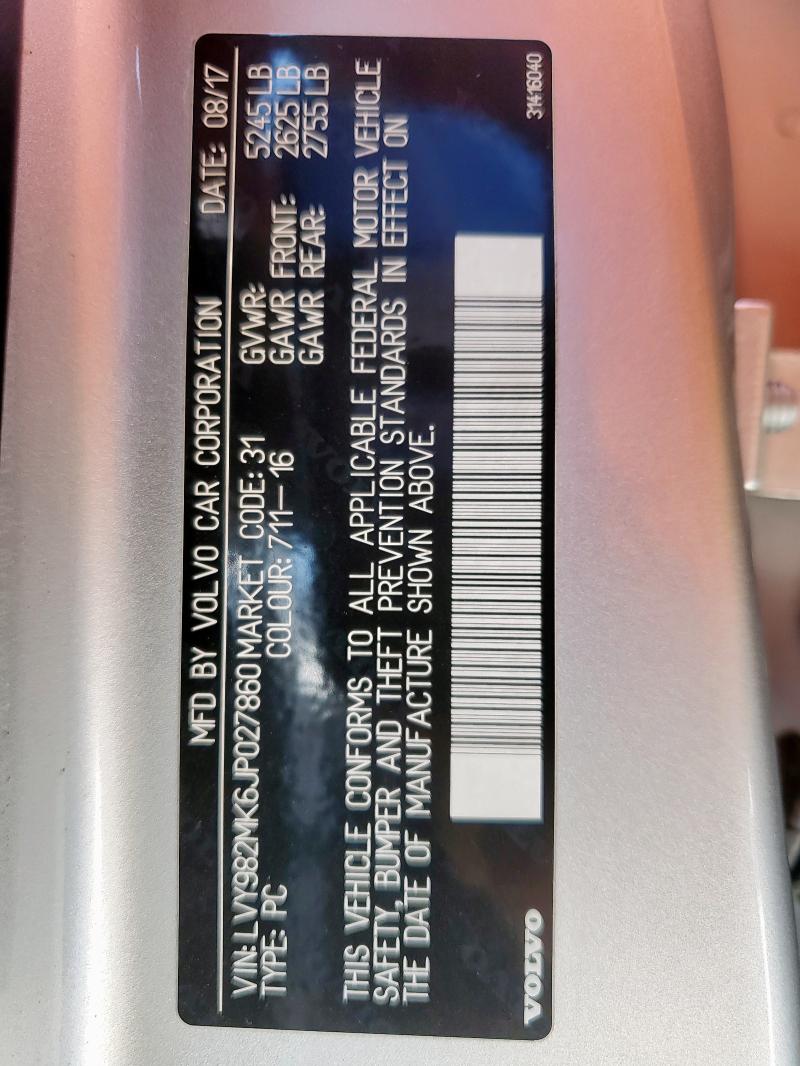 MFD BY VOLVO CAR CORPORATION DATE: 08/17
VIN:LVY982MK6JP027860 MARKET CODE: 31 GVWR: 5245 LB
TYPE: PC COLOUR: 711-16 GAWR FRONT: 2625 LB
GAWR REAR: 2755 LB
THIS VEHICLE CONFORMS TO ALL APPLICABLE FEDERAL MOTOR VEHICLE
SAFETY, BUMPER AND THEFT PREVENTION STANDARDS IN EFFECT ON
THE DATE OF MANUFACTURE SHOWN ABOVE.
VOLVO 31416040